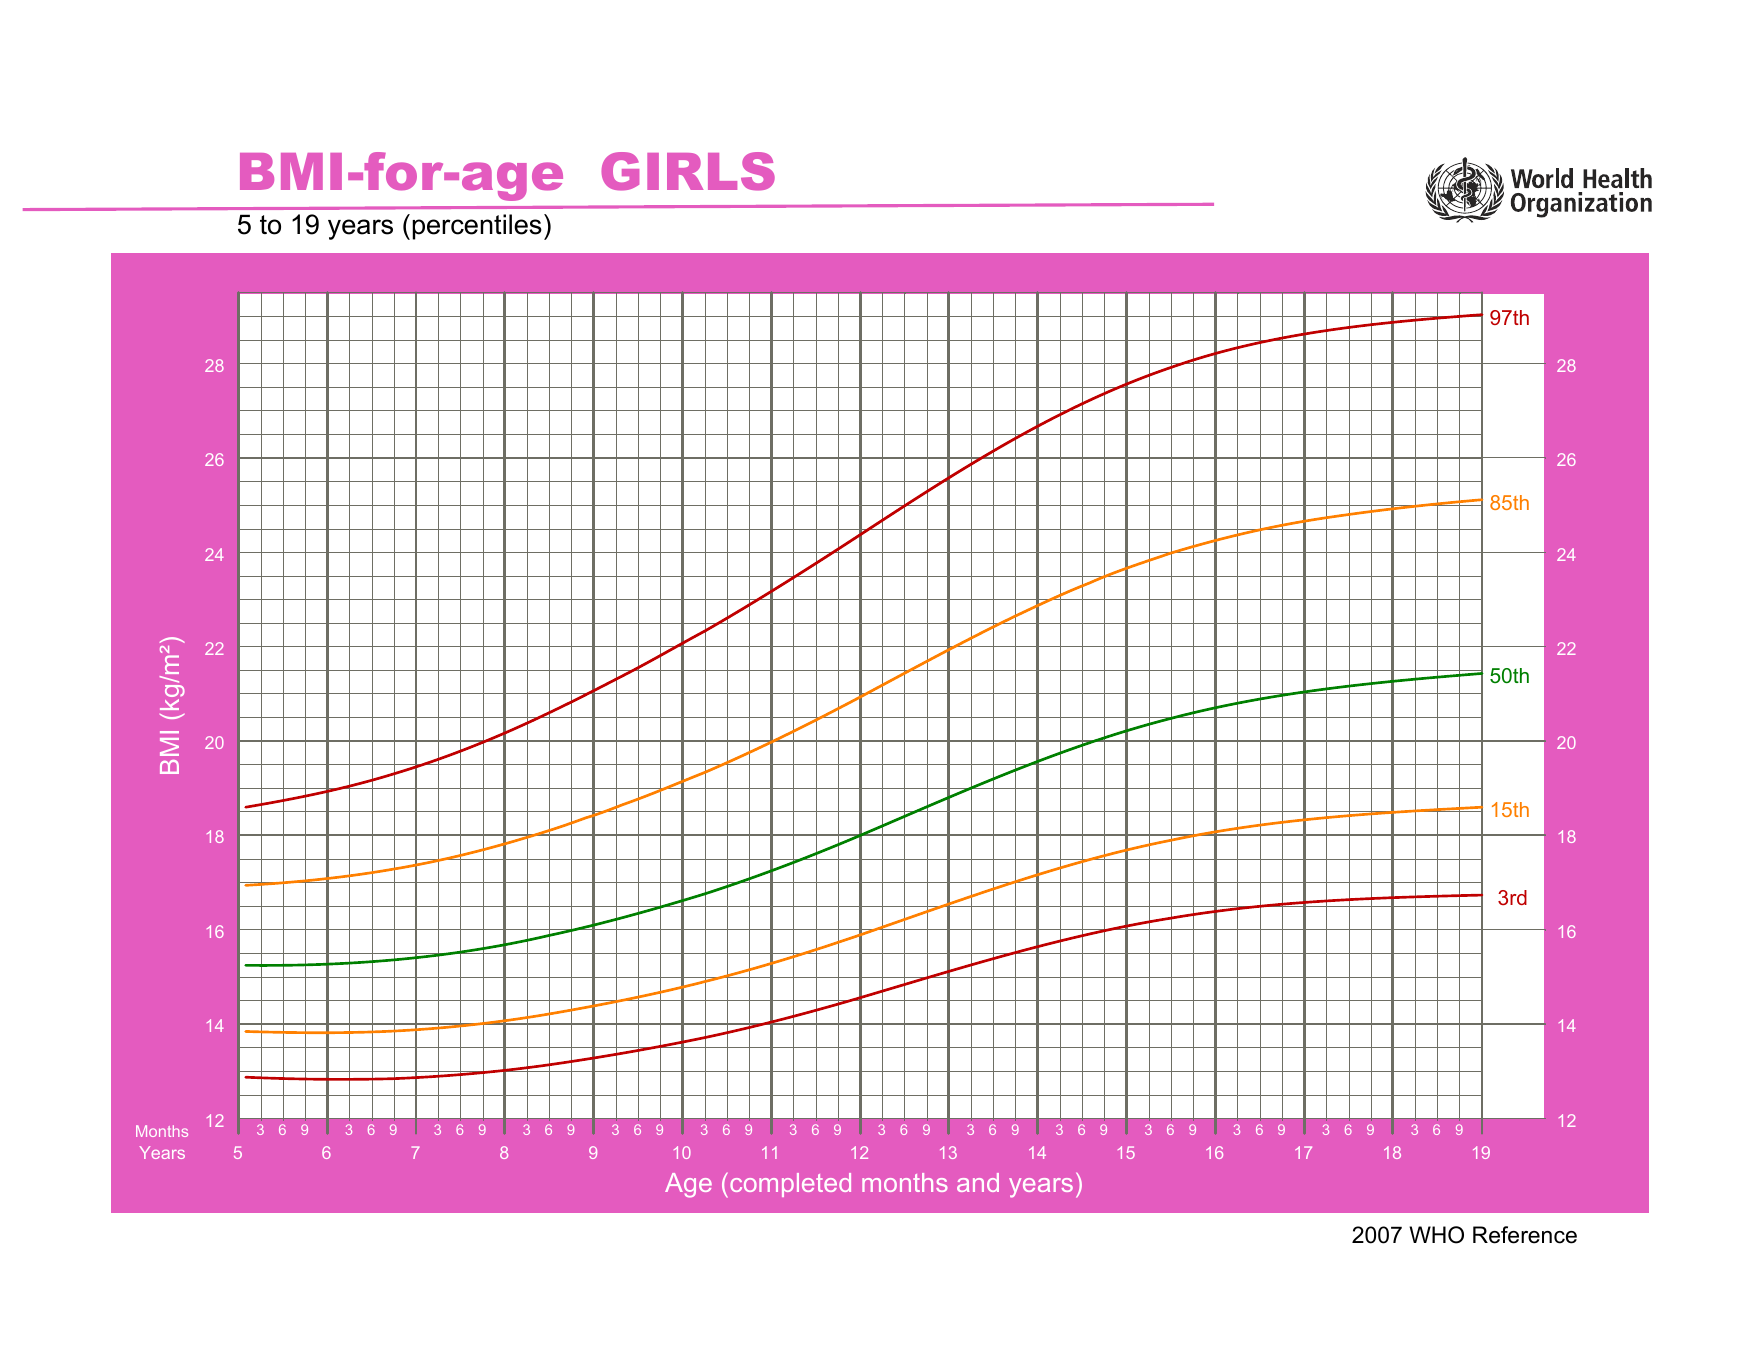 BMI-for-age GIRLS
5 to 19 years (percentiles)
World Health
Organization
97th
28 28
26 26
85th
24 24
22 22
50th
20 20
15th
18 18
3rd
16 16
14 14
12 12
BMI (kg/m²)
Months 3 6 9 3 6 9 3 6 9 3 6 9 3 6 9 3 6 9 3 6 9 3 6 9 3 6 9 3 6 9 3 6 9 3 6 9 3 6 9 3 6 9
Years 5 6 7 8 9 10 11 12 13 14 15 16 17 18 19
Age (completed months and years)
2007 WHO Reference